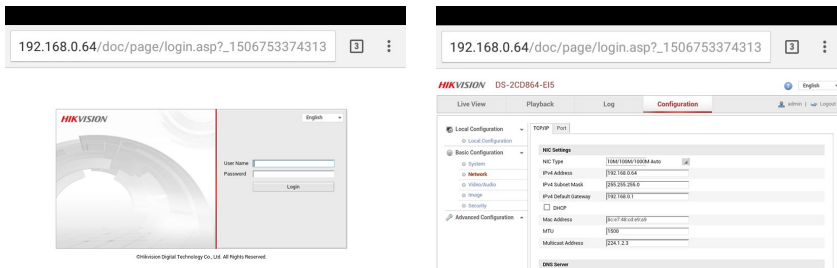 192.168.0.64/doc/page/login.asp?_1506753374313 3
HIKVISION English
User Name
Password
Login
©Hikvision Digital Technology Co., Ltd. All Rights Reserved.
192.168.0.64/doc/page/login.asp?_1506753374313 3
HIKVISION DS-2CD864-EI5 English
Live View Playback Log Configuration admin | Logout
Local Configuration
Local Configuration
Basic Configuration
System
Network
Video/Audio
Image
Security
Advanced Configuration
TCP/IP Port
NIC Settings
NIC Type 10M/100M/1000M Auto
IPv4 Address 192.168.0.64
IPv4 Subnet Mask 255.255.255.0
IPv4 Default Gateway 192.168.0.1
DHCP
Mac Address
MTU 1500
Multicast Address 224.1.2.3
DNS Server